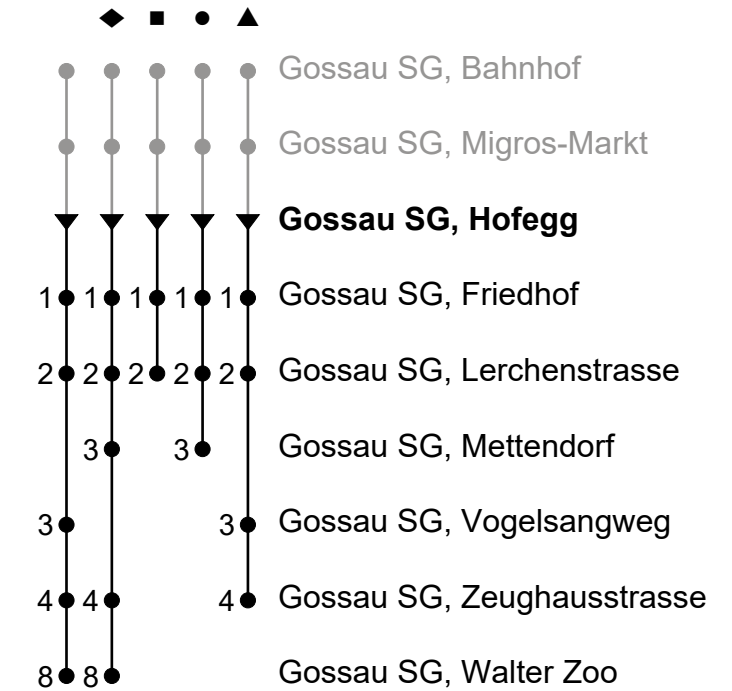 Gossau SG, Bahnhof
Gossau SG, Migros-Markt
Gossau SG, Hofegg
1 1 1 1 1 Gossau SG, Friedhof
2 2 2 2 2 Gossau SG, Lerchenstrasse
3 3 Gossau SG, Mettendorf
3 3 Gossau SG, Vogelsangweg
4 4 4 Gossau SG, Zeughausstrasse
8 8 Gossau SG, Walter Zoo